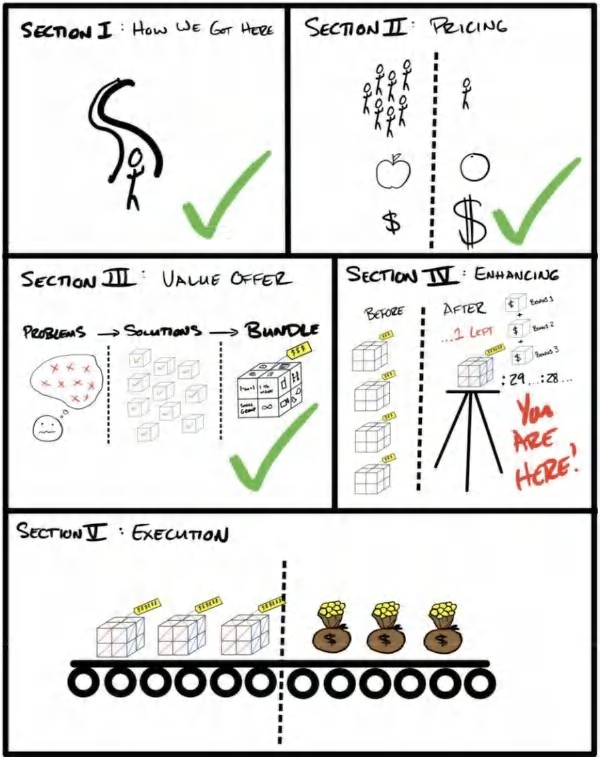 SECTION I : HOW WE GOT HERE
SECTION II : PRICING
$
$
SECTION III : VALUE OFFER
PROBLEMS → SOLUTIONS → BUNDLE
$$$
SECTION IV : ENHANCING
BEFORE
AFTER
...1 LEFT
$ BONUS 1
+
$ BONUS 2
+
$ BONUS 3
:29...:28...
YOU
ARE
HERE!
SECTION V : EXECUTION
$
$
$